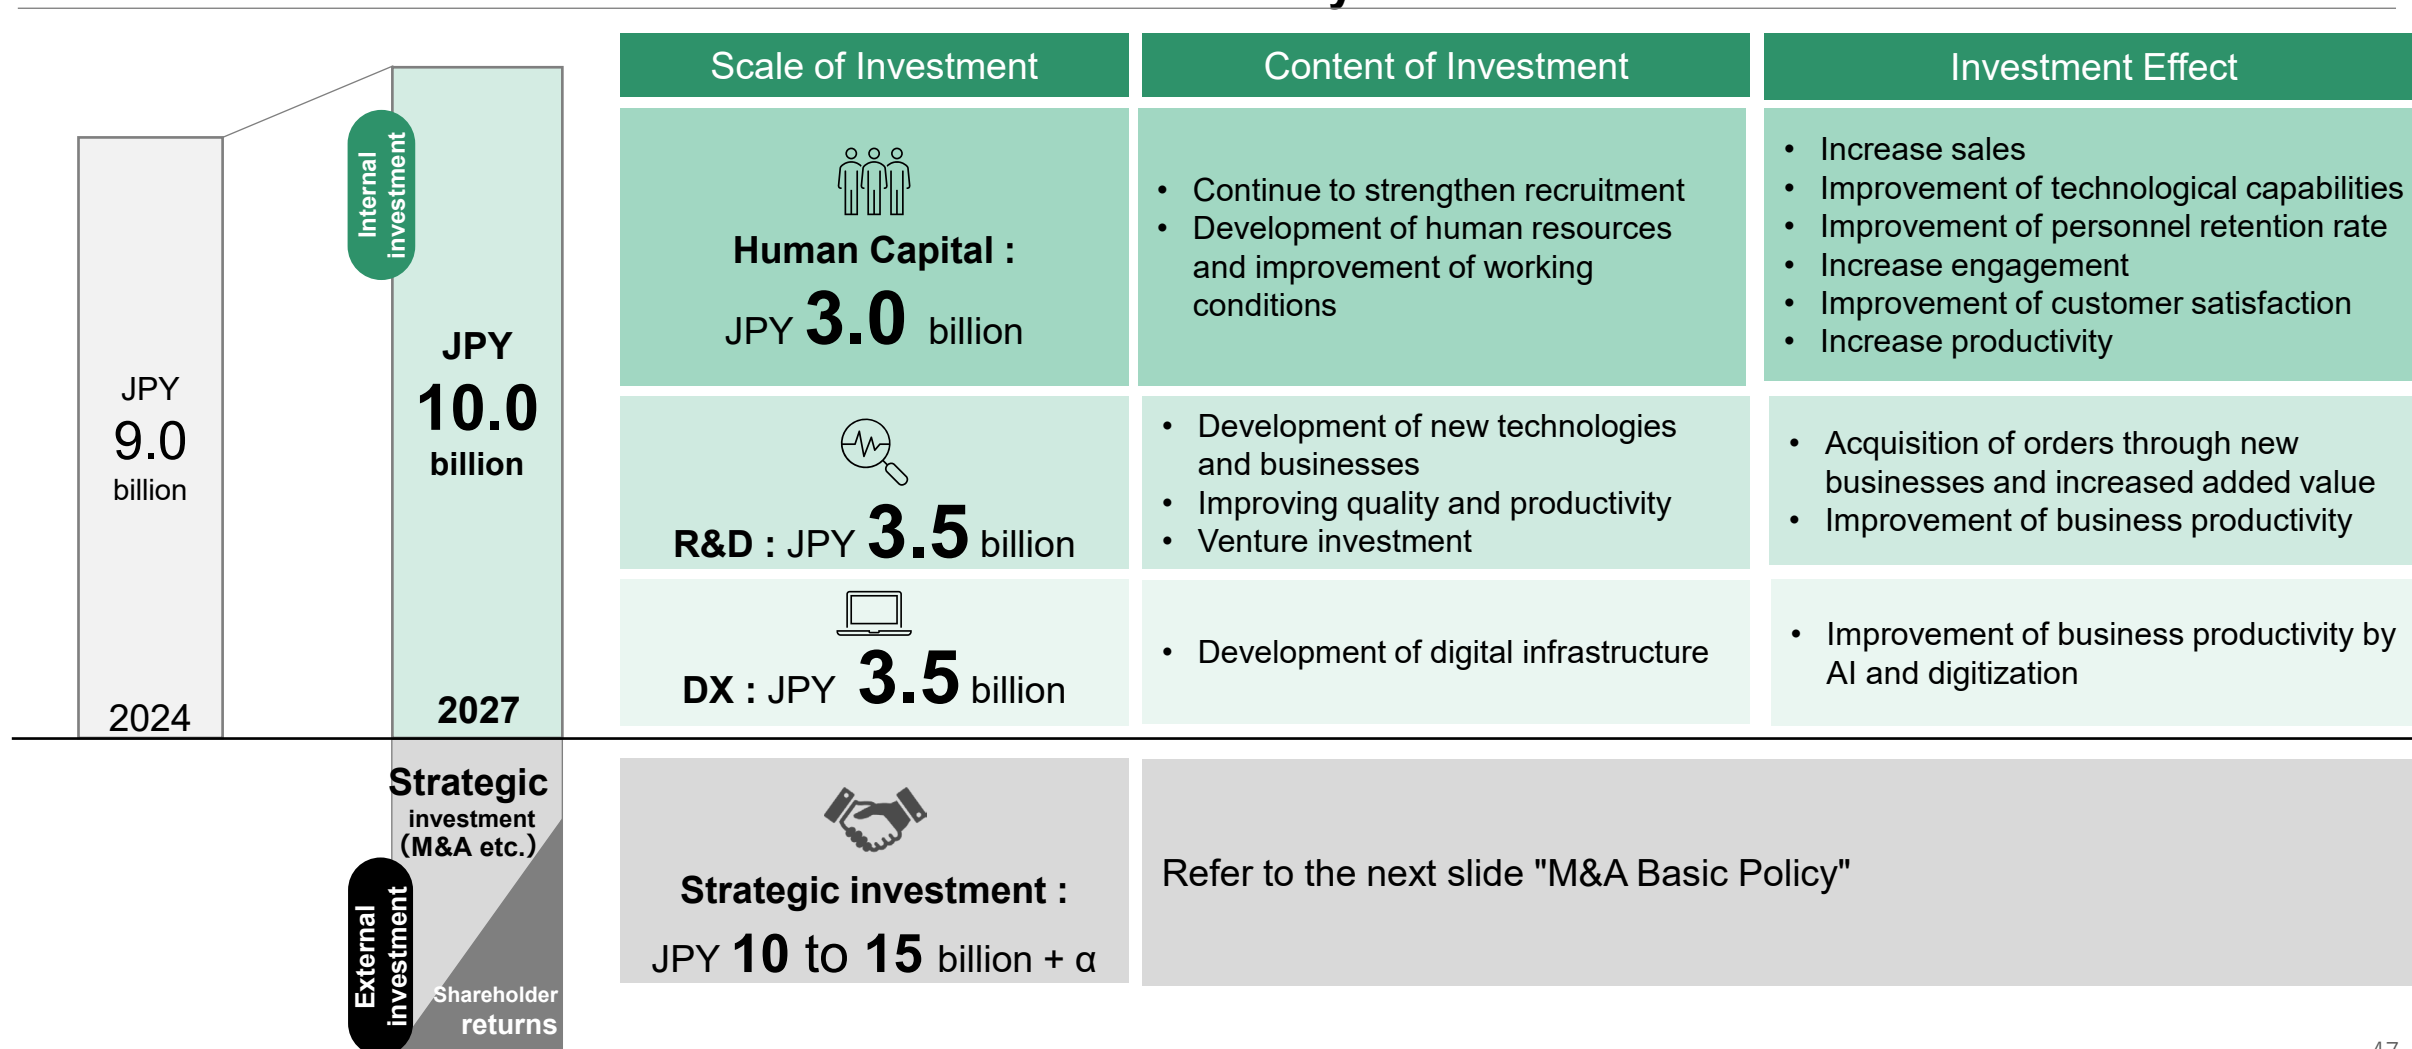 Scale of Investment
Content of Investment
Investment Effect
Internal
investment
JPY
9.0
billion
2024
JPY
10.0
billion
2027
Human Capital :
JPY 3.0 billion
• Continue to strengthen recruitment
• Development of human resources
and improvement of working
conditions
• Increase sales
• Improvement of technological capabilities
• Improvement of personnel retention rate
• Increase engagement
• Improvement of customer satisfaction
• Increase productivity
R&D : JPY 3.5 billion
• Development of new technologies
and businesses
• Improving quality and productivity
• Venture investment
• Acquisition of orders through new
businesses and increased added value
• Improvement of business productivity
DX : JPY 3.5 billion
• Development of digital infrastructure
• Improvement of business productivity by
AI and digitization
Strategic
investment
(M&A etc.)
External
investment
Shareholder
returns
Strategic investment :
JPY 10 to 15 billion + α
Refer to the next slide "M&A Basic Policy"
47